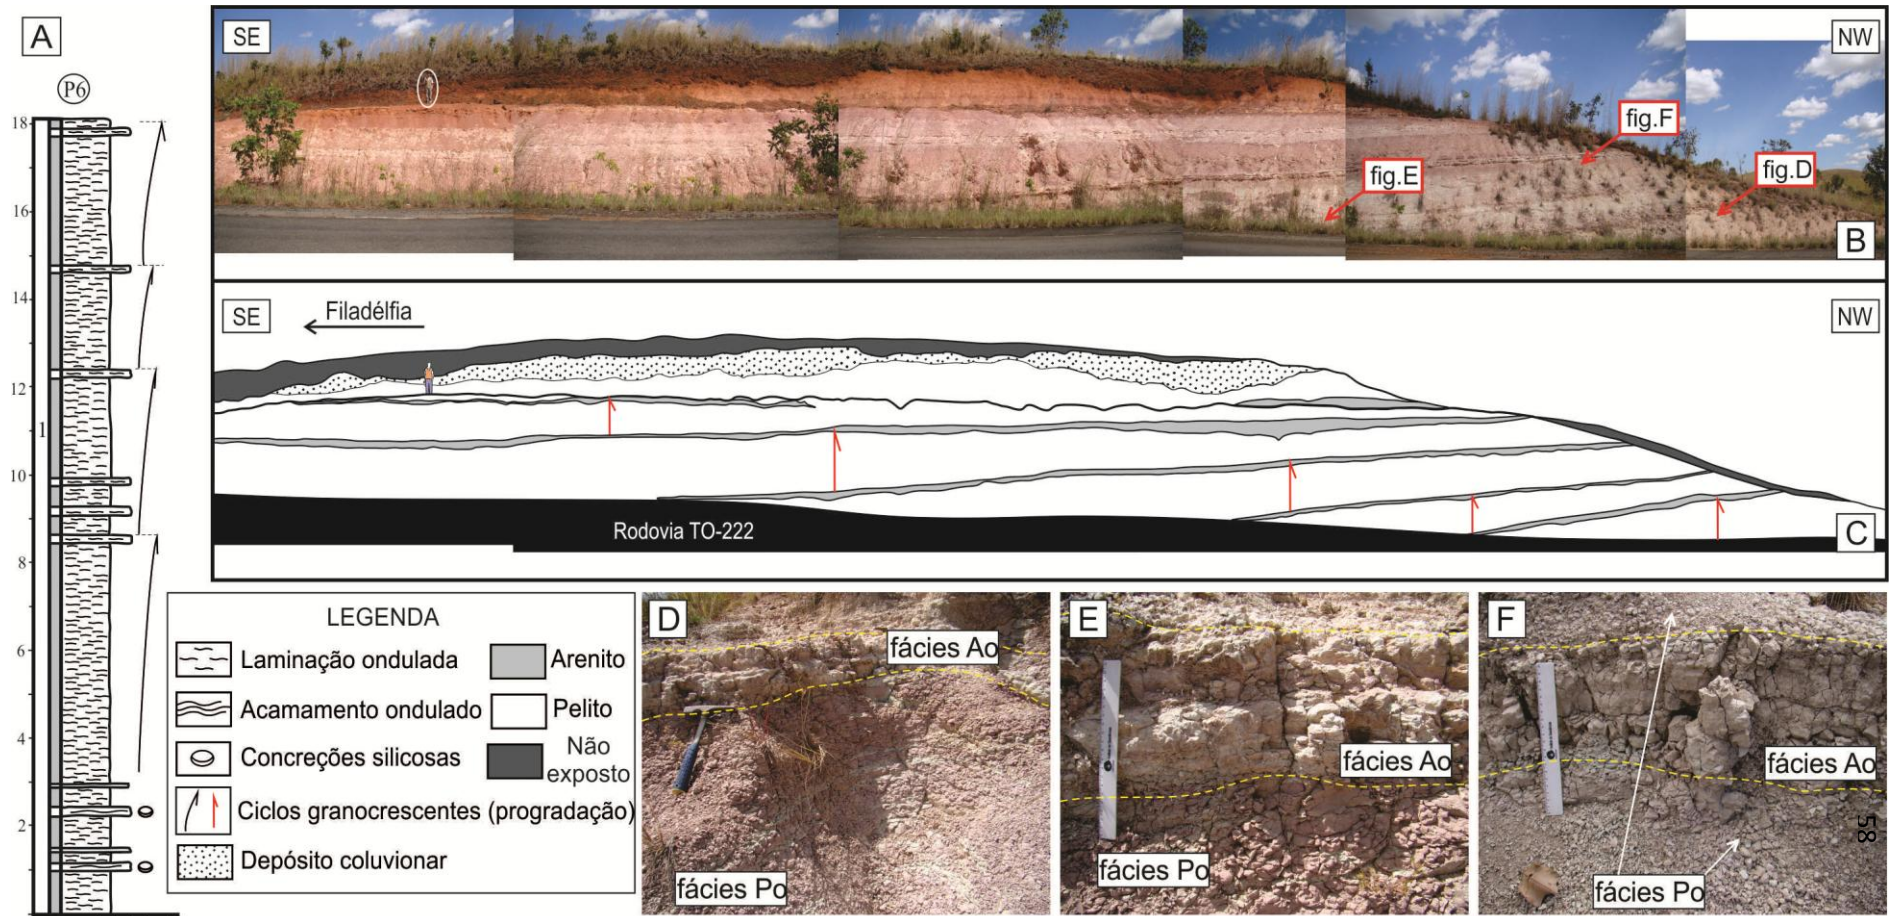 A
P6
18
16
14
12
1
10
8
6
4
2
SE
NW
fig.E
fig.F
fig.D
B
SE
Filadélfia
NW
Rodovia TO-222
C
LEGENDA
Laminação ondulada
Arenito
Acamamento ondulado
Pelito
Concreções silicosas
Não
exposto
Ciclos granocrescentes (progradação)
Depósito coluvionar
D
fácies Ao
fácies Po
E
fácies Ao
fácies Po
F
fácies Ao
fácies Po
58